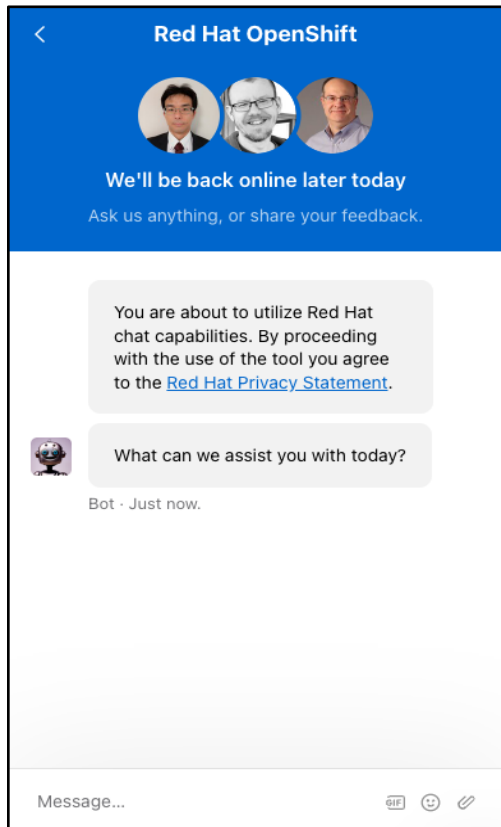 Red Hat OpenShift
We'll be back online later today
Ask us anything, or share your feedback.
You are about to utilize Red Hat
chat capabilities. By proceeding
with the use of the tool you agree
to the Red Hat Privacy Statement.
What can we assist you with today?
Bot · Just now.
Message...
GIF